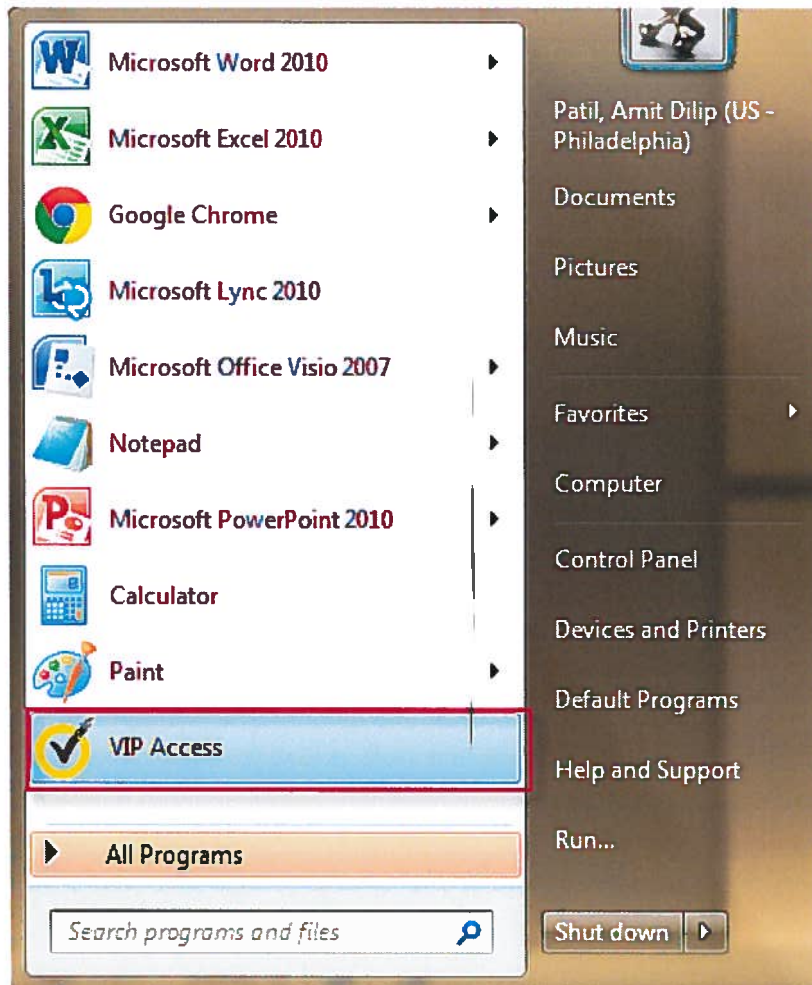 Microsoft Word 2010
Microsoft Excel 2010
Google Chrome
Microsoft Lync 2010
Microsoft Office Visio 2007
Notepad
Microsoft PowerPoint 2010
Calculator
Paint
VIP Access
All Programs
Search programs and files
Patil, Amit Dilip (US -
Philadelphia)
Documents
Pictures
Music
Favorites
Computer
Control Panel
Devices and Printers
Default Programs
Help and Support
Run...
Shut down